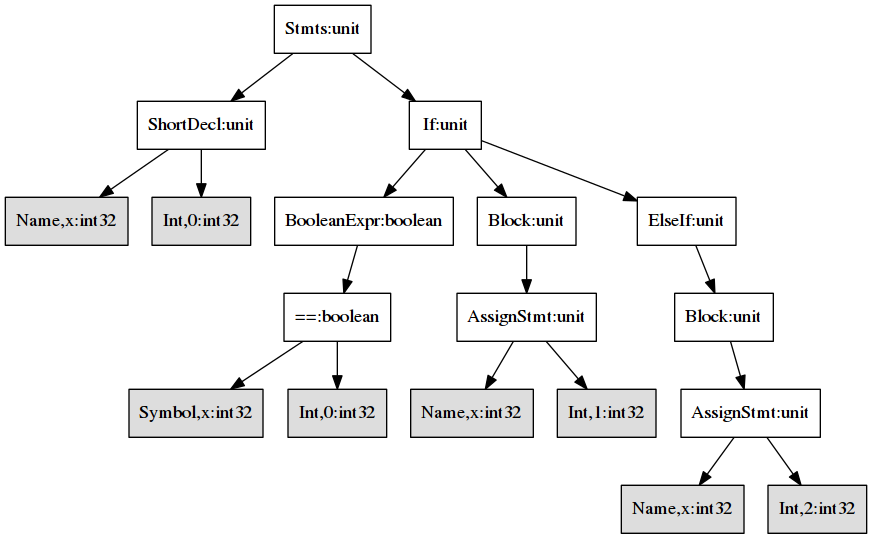 Stmts:unit
ShortDecl:unit
If:unit
Name,x:int32
Int,0:int32
BooleanExpr:boolean
Block:unit
ElseIf:unit
==:boolean
AssignStmt:unit
Block:unit
Symbol,x:int32
Int,0:int32
Name,x:int32
Int,1:int32
AssignStmt:unit
Name,x:int32
Int,2:int32